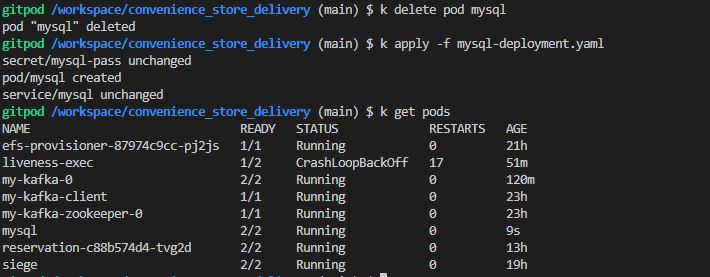 gitpod /workspace/convenience_store_delivery (main) $ k delete pod mysql
pod "mysql" deleted
gitpod /workspace/convenience_store_delivery (main) $ k apply -f mysql-deployment.yaml
secret/mysql-pass unchanged
pod/mysql created
service/mysql unchanged
gitpod /workspace/convenience_store_delivery (main) $ k get pods
NAME READY STATUS RESTARTS AGE
efs-provisioner-87974c9cc-pj2js 1/1 Running 0 21h
liveness-exec 1/2 CrashLoopBackOff 17 51m
my-kafka-0 2/2 Running 0 120m
my-kafka-client 1/1 Running 0 23h
my-kafka-zookeeper-0 1/1 Running 0 23h
mysql 2/2 Running 0 9s
reservation-c88b574d4-tvg2d 2/2 Running 0 13h
siege 2/2 Running 0 19h